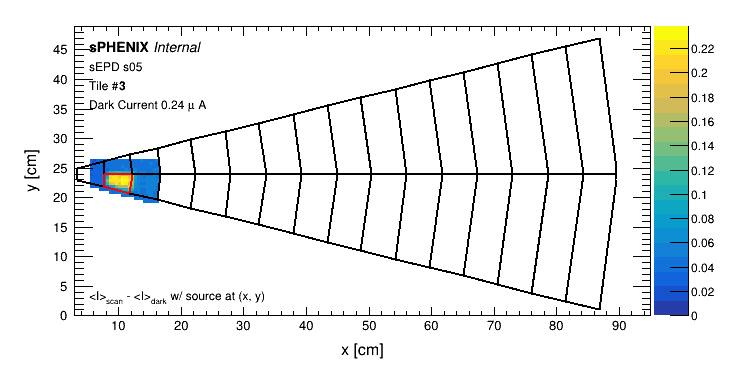 sPHENIX Internal
sEPD s05
Tile #3
Dark Current 0.24 μ A
<I>scan - <I>dark w/ source at (x, y)
y [cm]
45
40
35
30
25
20
15
10
5
0
10 20 30 40 50 60 70 80 90
x [cm]
0.22
0.2
0.18
0.16
0.14
0.12
0.1
0.08
0.06
0.04
0.02
0